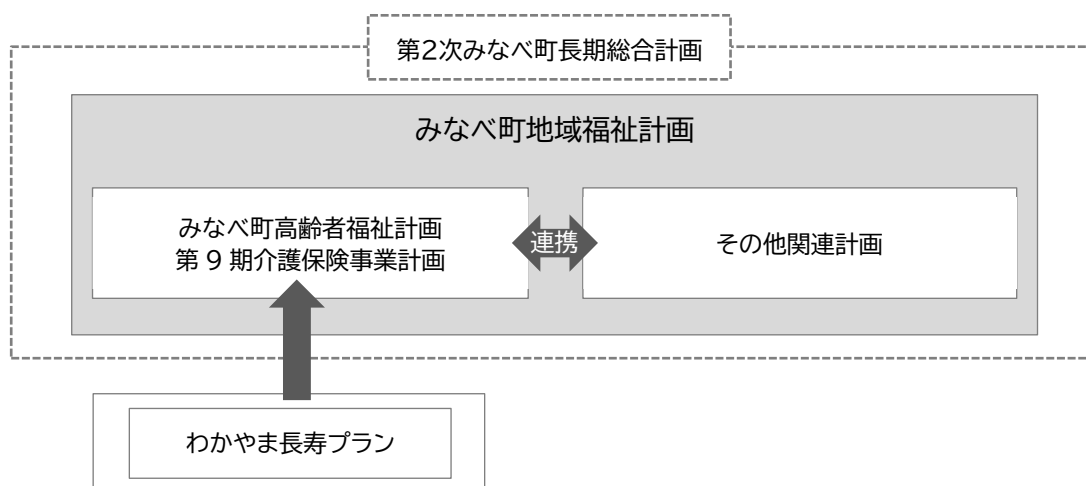 第2次みなべ町長期総合計画
みなべ町地域福祉計画
みなべ町高齢者福祉計画
第 9 期介護保険事業計画
連携
その他関連計画
わかやま長寿プラン